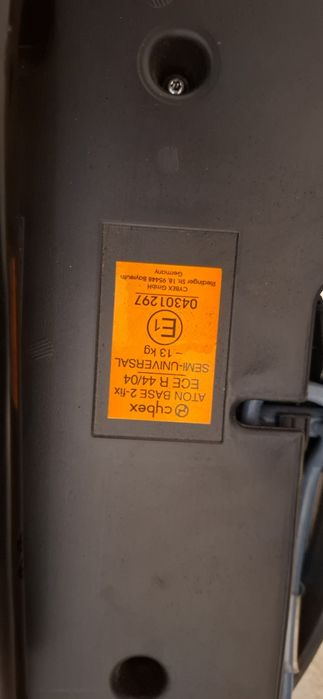 cybex
ATON BASE 2-fix
ECE R 44/04
SEMI-UNIVERSAL
~ 13 kg
E1
04301297
CYBEX GmbH
Riedinger Str. 18, 95448 Bayreuth
Germany